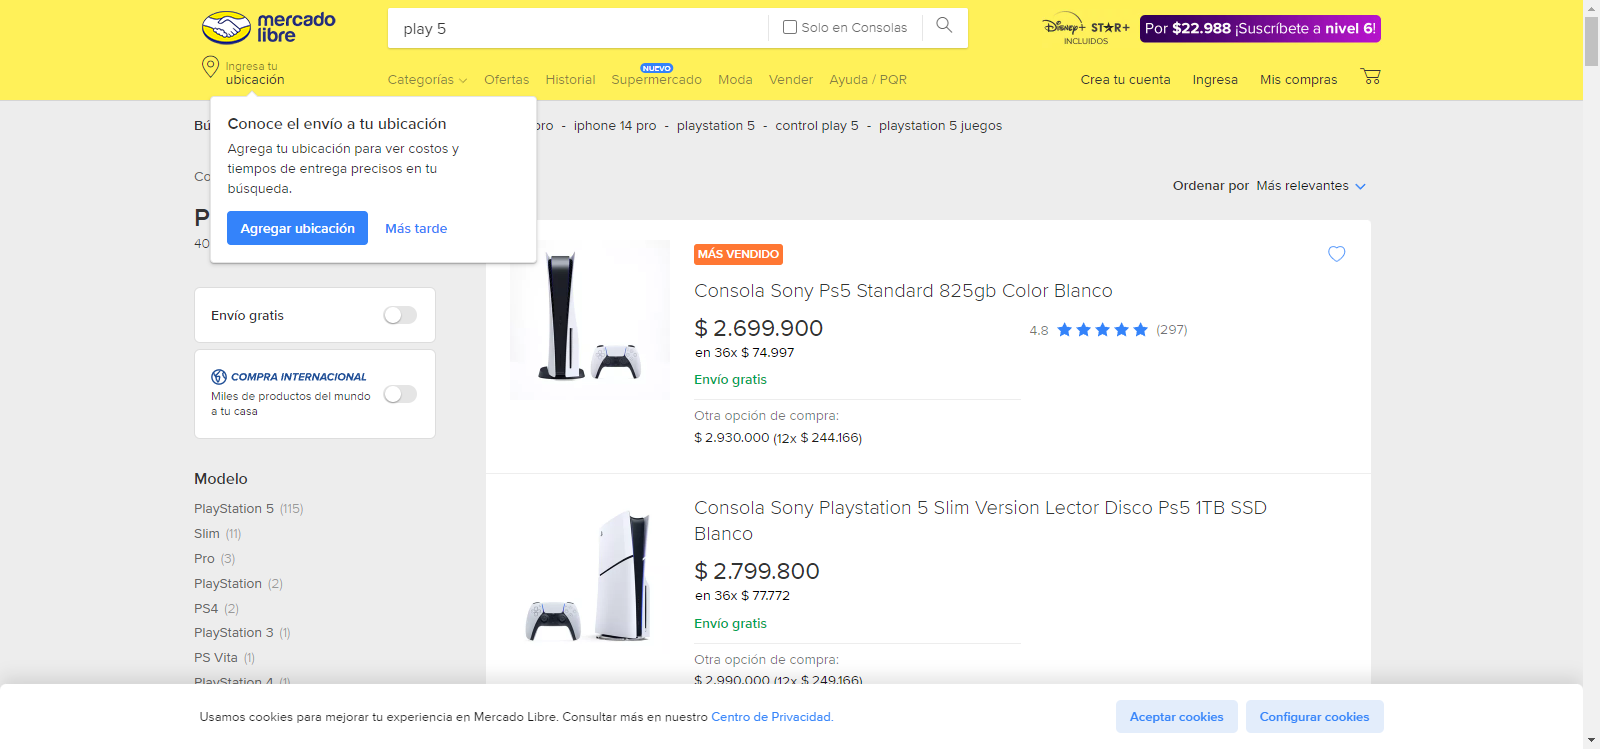 mercado
libre
play 5
Solo en Consolas
Disney+ STAR+
INCLUIDOS
Por $22.988 ¡Suscríbete a nivel 6!
Ingresa tu
ubicación
Categorías
Ofertas
Historial
NUEVO
Supermercado
Moda
Vender
Ayuda / PQR
Crea tu cuenta
Ingresa
Mis compras
Conoce el envío a tu ubicación
Agrega tu ubicación para ver costos y
tiempos de entrega precisos en tu
búsqueda.
Agregar ubicación
Más tarde
Bú
pro - iphone 14 pro - playstation 5 - control play 5 - playstation 5 juegos
Co
Ordenar por Más relevantes
P
40
Envío gratis
COMPRA INTERNACIONAL
Miles de productos del mundo
a tu casa
Modelo
PlayStation 5 (115)
Slim (11)
Pro (3)
PlayStation (2)
PS4 (2)
PlayStation 3 (1)
PS Vita (1)
PlayStation 4 (1)
MÁS VENDIDO
Consola Sony Ps5 Standard 825gb Color Blanco
$ 2.699.900
4.8 (297)
en 36x $ 74.997
Envío gratis
Otra opción de compra:
$ 2.930.000 (12x $ 244.166)
Consola Sony Playstation 5 Slim Version Lector Disco Ps5 1TB SSD
Blanco
$ 2.799.800
en 36x $ 77.772
Envío gratis
Otra opción de compra:
$ 2.990.000 (12x $ 249.166)
Usamos cookies para mejorar tu experiencia en Mercado Libre. Consultar más en nuestro Centro de Privacidad.
Aceptar cookies
Configurar cookies